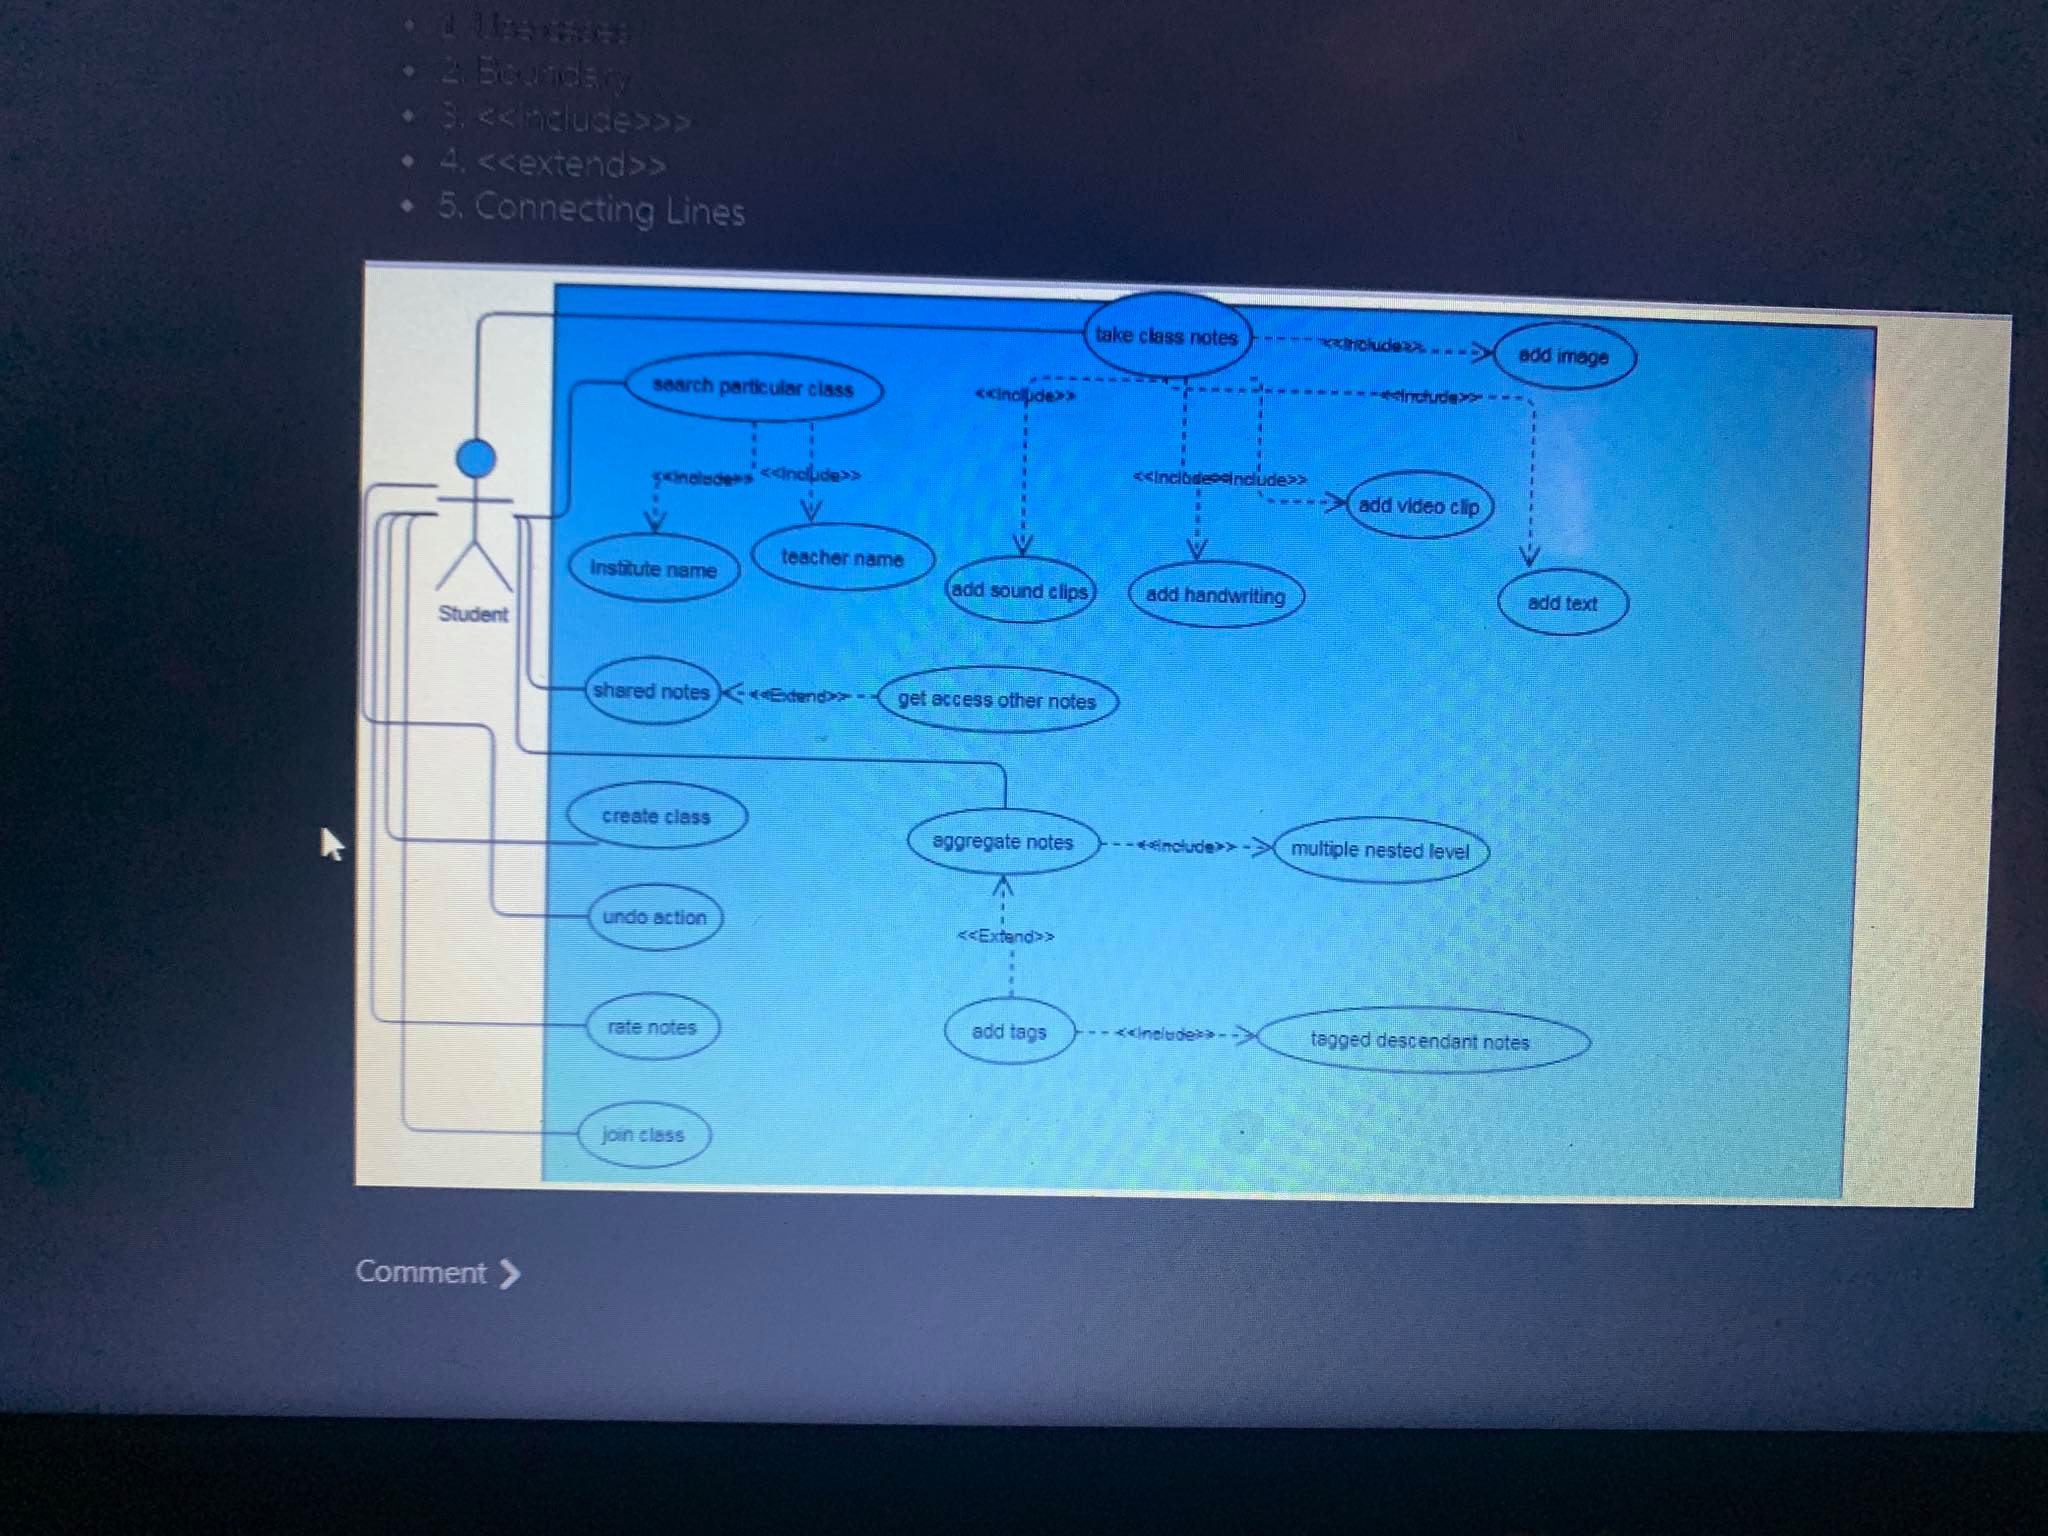 • 2. Boundary
• 3. <<include>>>
• 4. <<extend>>
• 5. Connecting Lines
take class notes
<<Include>>
add image
search particular class
<<Include>>
<<Include>>
<<Include>>
<<Include>>
<<Include>>
<<Include>>
add video clip
Institute name
teacher name
add sound clips
add handwriting
add text
Student
shared notes
<<Extend>>
get access other notes
create class
aggregate notes
<<Include>>
multiple nested level
undo action
<<Extend>>
rate notes
add tags
<<Include>>
tagged descendant notes
join class
Comment >